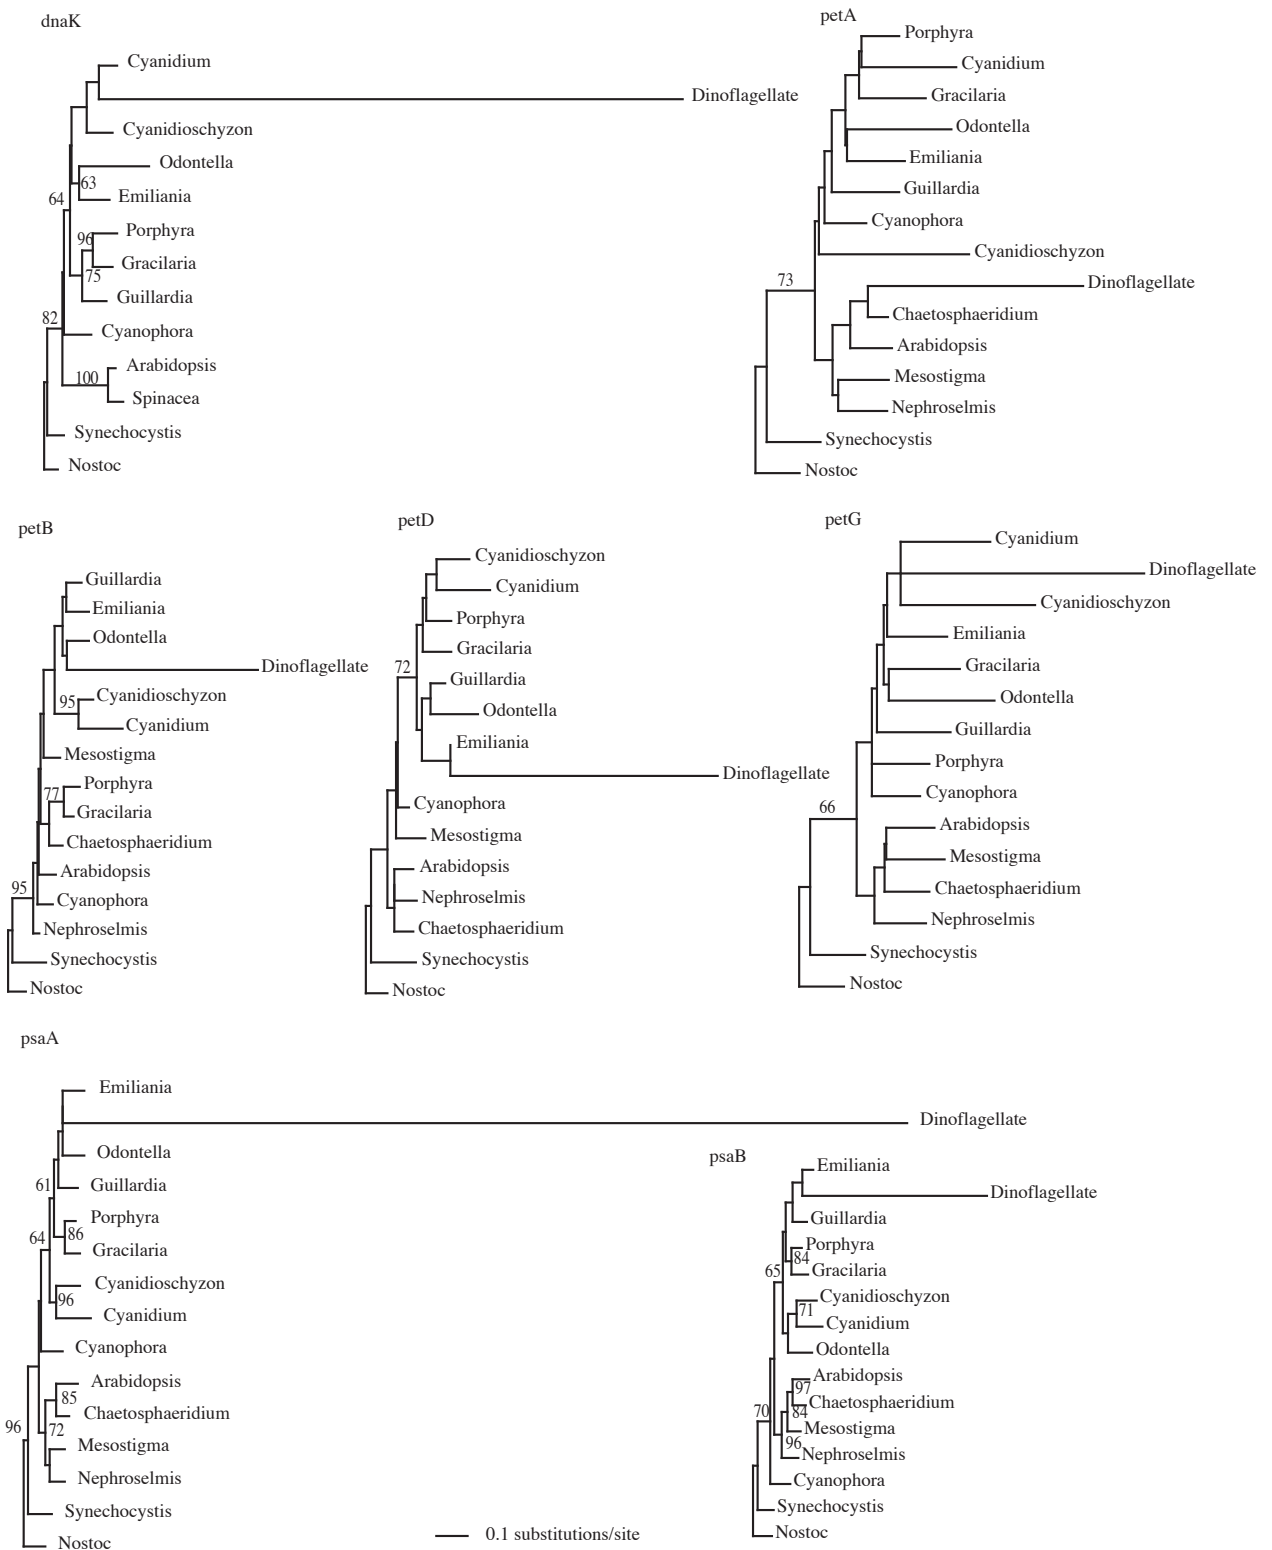 dnaK
Cyanidium
Dinoflagellate
Cyanidioschyzon
Odontella
63
Emiliania
64
Porphyra
96
Gracilaria
75
Guillardia
82
Cyanophora
Arabidopsis
100
Spinacea
Synechocystis
Nostoc
petA
Porphyra
Cyanidium
Gracilaria
Odontella
Emiliania
Guillardia
Cyanophora
Cyanidioschyzon
73
Dinoflagellate
Chaetosphaeridium
Arabidopsis
Mesostigma
Nephroselmis
Synechocystis
Nostoc
petB
Guillardia
Emiliania
Odontella
Dinoflagellate
95
Cyanidioschyzon
Cyanidium
Mesostigma
Porphyra
77
Gracilaria
Chaetosphaeridium
Arabidopsis
95
Cyanophora
Nephroselmis
Synechocystis
Nostoc
petD
Cyanidioschyzon
Cyanidium
Porphyra
Gracilaria
72
Guillardia
Odontella
Emiliania
Dinoflagellate
Cyanophora
Mesostigma
Arabidopsis
Nephroselmis
Chaetosphaeridium
Synechocystis
Nostoc
petG
Cyanidium
Dinoflagellate
Cyanidioschyzon
Emiliania
Gracilaria
Odontella
Guillardia
Porphyra
Cyanophora
66
Arabidopsis
Mesostigma
Chaetosphaeridium
Nephroselmis
Synechocystis
Nostoc
psaA
Emiliania
Dinoflagellate
Odontella
61
Guillardia
Porphyra
86
64
Gracilaria
Cyanidioschyzon
96
Cyanidium
Cyanophora
Arabidopsis
85
Chaetosphaeridium
96
72
Mesostigma
Nephroselmis
Synechocystis
Nostoc
psaB
Emiliania
Dinoflagellate
Guillardia
Porphyra
84
65
Gracilaria
Cyanidioschyzon
71
Cyanidium
Odontella
Arabidopsis
97
Chaetosphaeridium
70
84
Mesostigma
96
Nephroselmis
Cyanophora
Synechocystis
Nostoc
0.1 substitutions/site